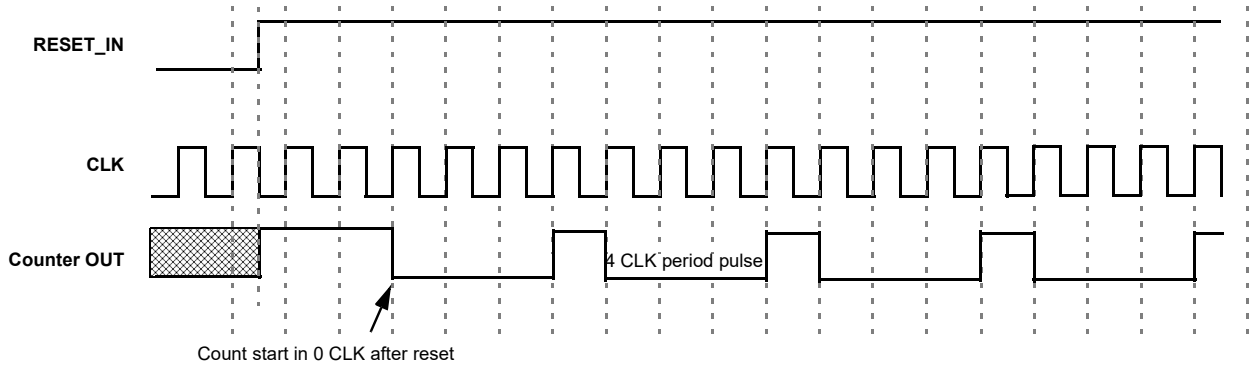 RESET_IN
CLK
Counter OUT
4 CLK period pulse
Count start in 0 CLK after reset